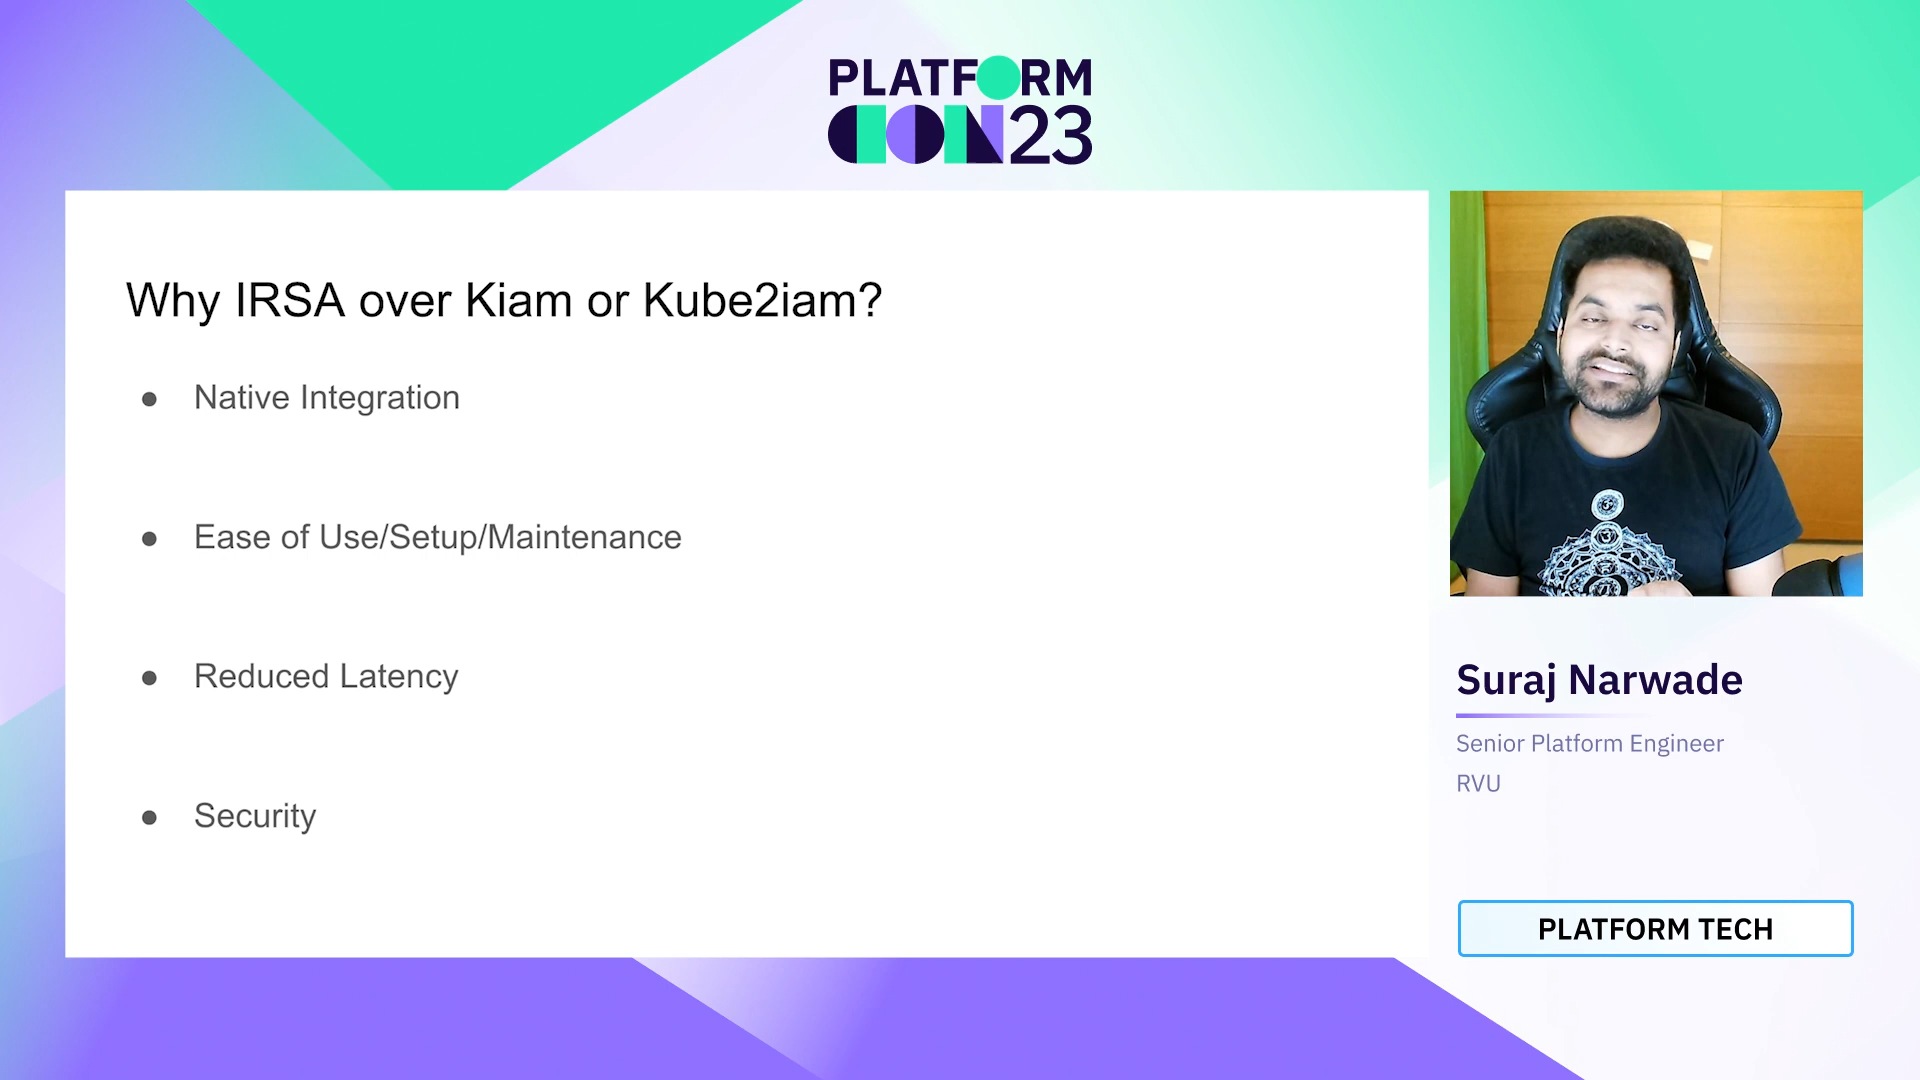 PLATFORM
CON23
Why IRSA over Kiam or Kube2iam?
● Native Integration
● Ease of Use/Setup/Maintenance
● Reduced Latency
● Security
Suraj Narwade
Senior Platform Engineer
RVU
PLATFORM TECH